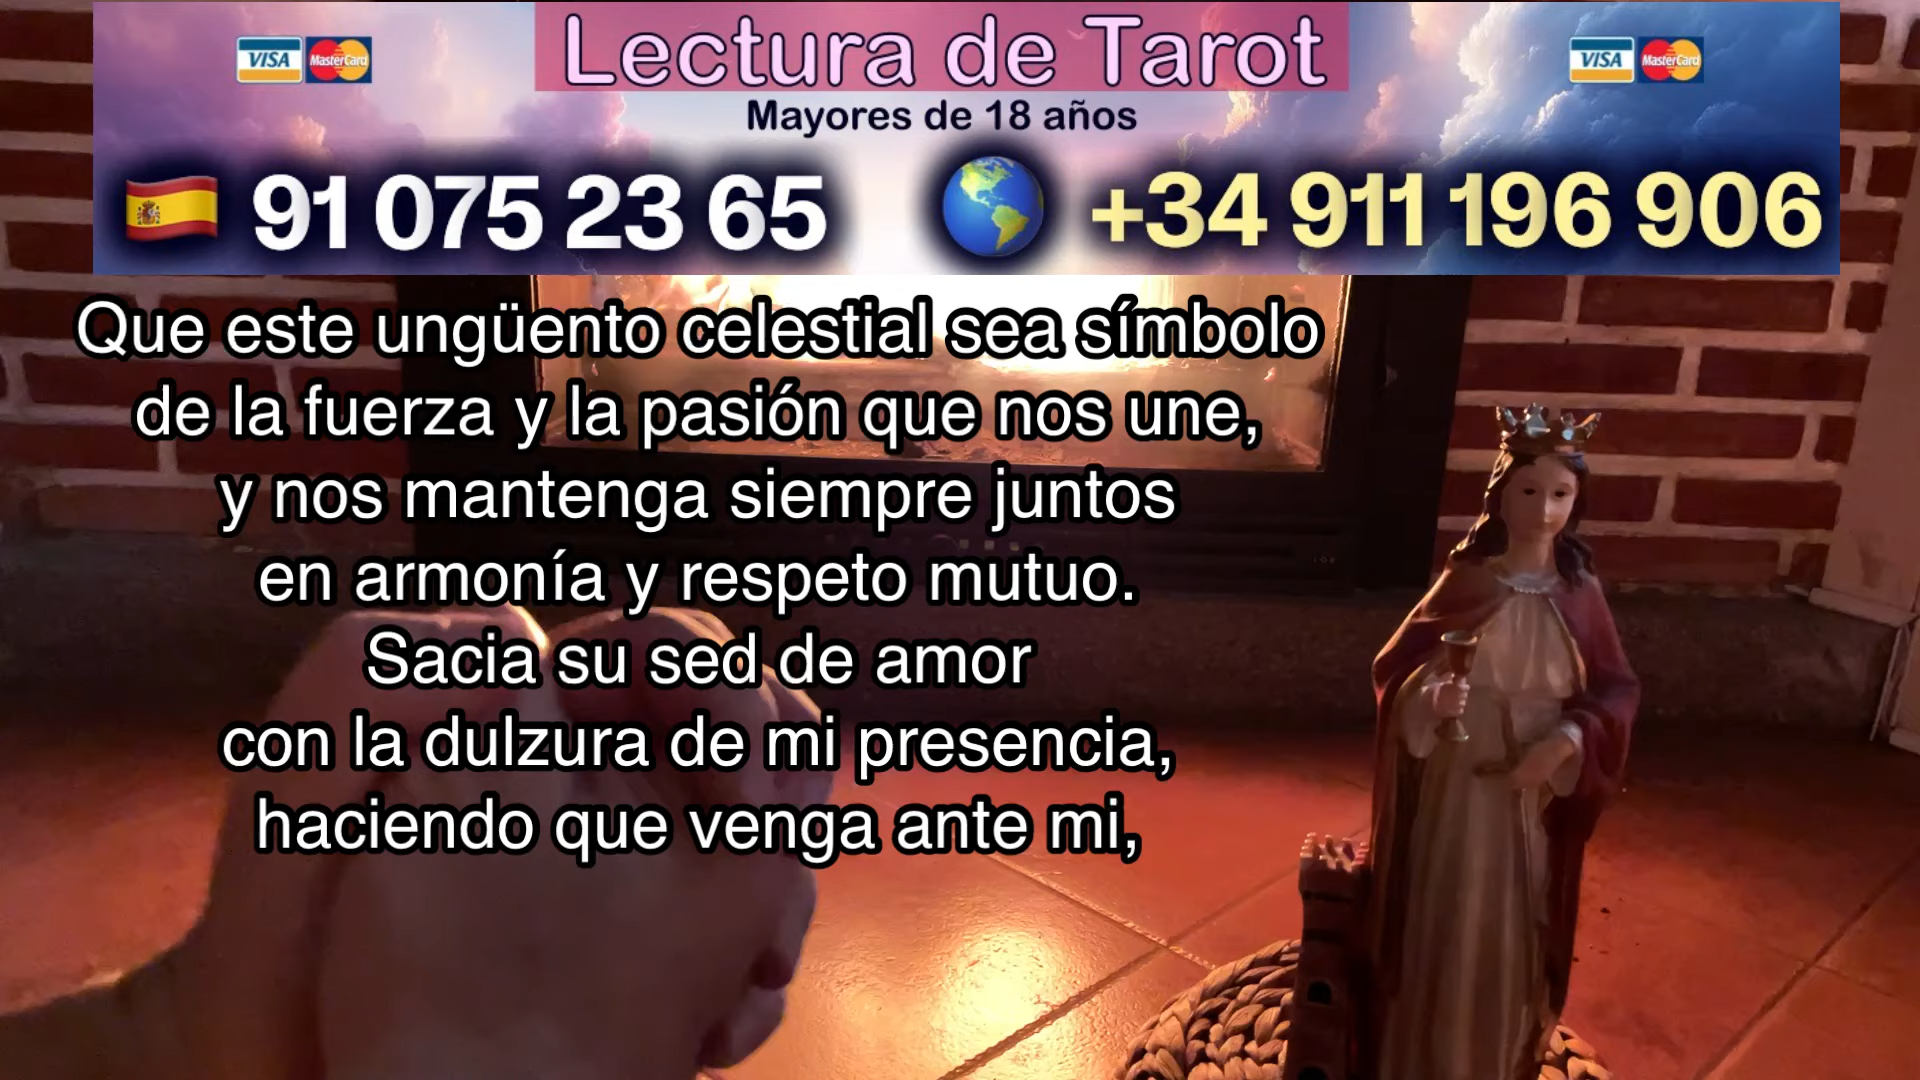 VISA MasterCard Lectura de Tarot VISA MasterCard
Mayores de 18 años
91 075 23 65 +34 911 196 906
Que este ungüento celestial sea símbolo
de la fuerza y la pasión que nos une,
y nos mantenga siempre juntos
en armonía y respeto mutuo.
Sacia su sed de amor
con la dulzura de mi presencia,
haciendo que venga ante mi,